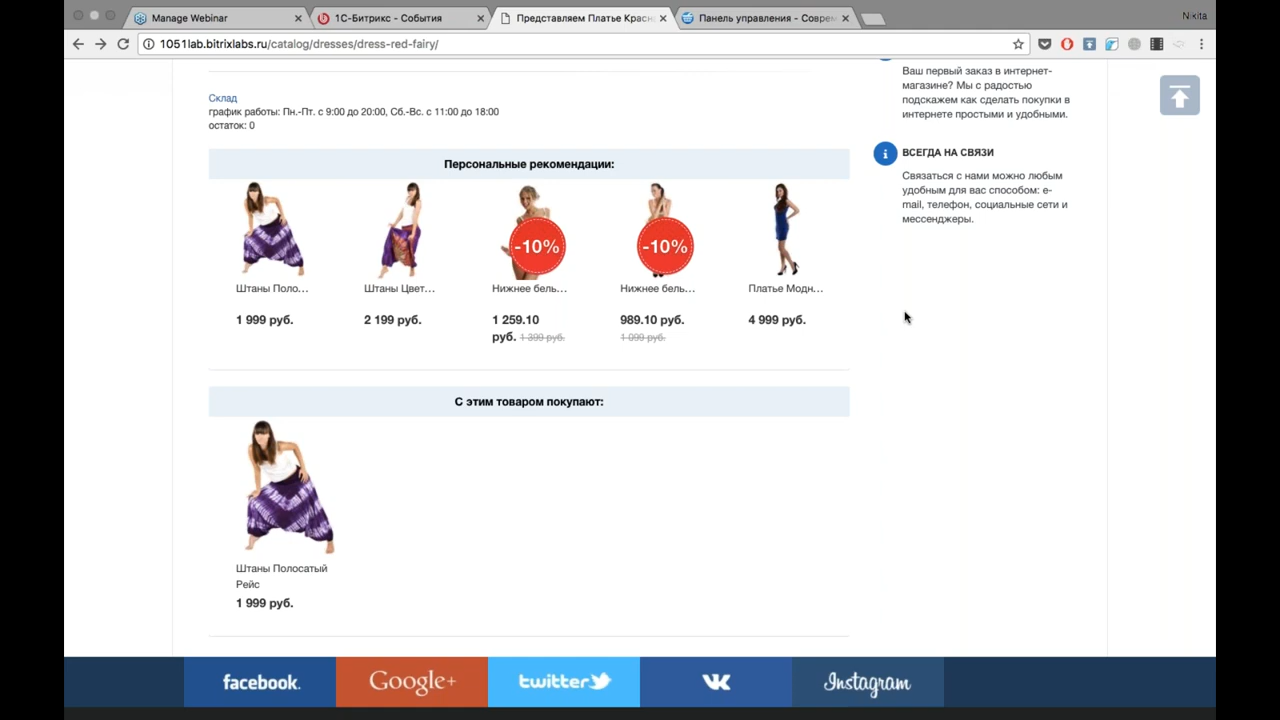 Manage Webinar
1С-Битрикс - События
Представляем Платье Красн
Панель управления - Соврем
Nikita
1051lab.bitrixlabs.ru/catalog/dresses/dress-red-fairy/
Ваш первый заказ в интернет-
магазине? Мы с радостью
подскажем как сделать покупки в
интернете простыми и удобными.
Склад
график работы: Пн.-Пт. с 9:00 до 20:00, Сб.-Вс. с 11:00 до 18:00
остаток: 0
ВСЕГДА НА СВЯЗИ
Связаться с нами можно любым
удобным для вас способом: e-
mail, телефон, социальные сети и
мессенджеры.
Персональные рекомендации:
-10%
-10%
Штаны Поло...
Штаны Цвет...
Нижнее бель...
Нижнее бель...
Платье Модн...
1 999 руб.
2 199 руб.
1 259.10
руб. 1 399 руб.
989.10 руб.
1 099 руб.
4 999 руб.
С этим товаром покупают:
Штаны Полосатый
Рейс
1 999 руб.
facebook.
Google+
twitter
Instagram